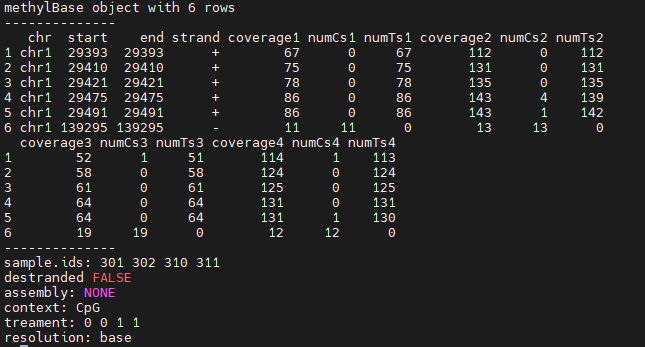 methylBase object with 6 rows
--------------
chr start end strand coverage1 numCs1 numTs1 coverage2 numCs2 numTs2
1 chr1 29393 29393 + 67 0 67 112 0 112
2 chr1 29410 29410 + 75 0 75 131 0 131
3 chr1 29421 29421 + 78 0 78 135 0 135
4 chr1 29475 29475 + 86 0 86 143 4 139
5 chr1 29491 29491 + 86 0 86 143 1 142
6 chr1 139295 139295 - 11 11 0 13 13 0
coverage3 numCs3 numTs3 coverage4 numCs4 numTs4
1 52 1 51 114 1 113
2 58 0 58 124 0 124
3 61 0 61 125 0 125
4 64 0 64 131 0 131
5 64 0 64 131 1 130
6 19 19 0 12 12 0
--------------
sample.ids: 301 302 310 311
destranded FALSE
assembly: NONE
context: CpG
treament: 0 0 1 1
resolution: base